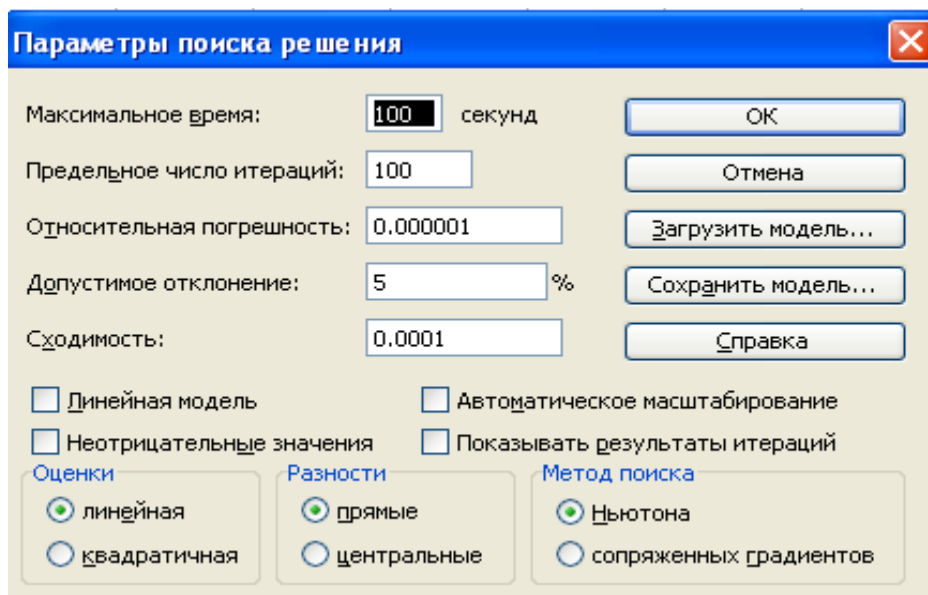 Параметры поиска решения
Максимальное время: 100 секунд OK
Предельное число итераций: 100 Отмена
Относительная погрешность: 0.000001 Загрузить модель...
Допустимое отклонение: 5 % Сохранить модель...
Сходимость: 0.0001 Справка
Линейная модель Автоматическое масштабирование
Неотрицательные значения Показывать результаты итераций
Оценки Разности Метод поиска
линейная прямые Ньютона
квадратичная центральные сопряженных градиентов